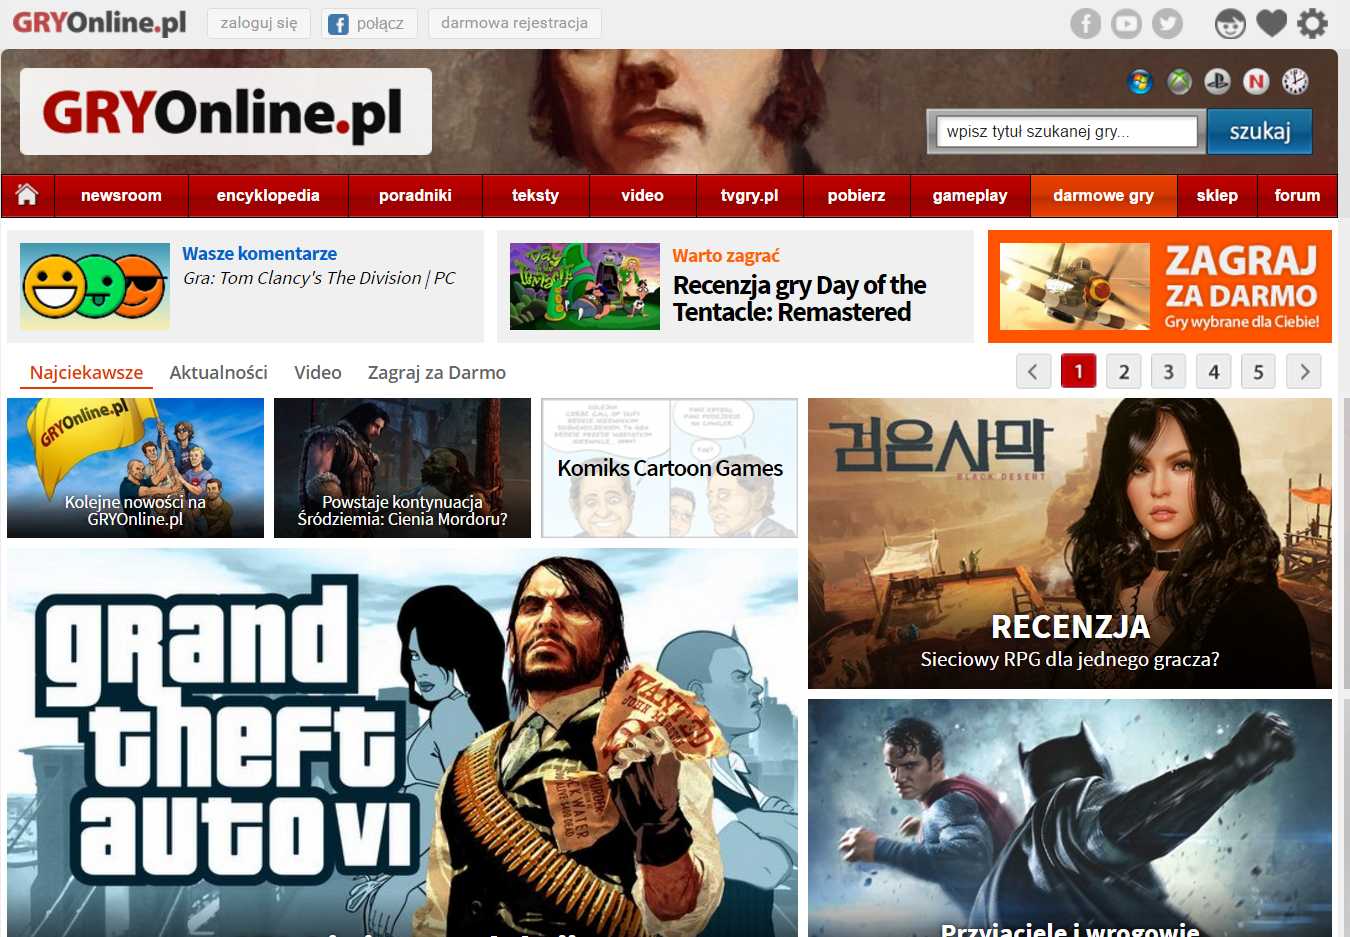 GRYOnline.pl
zaloguj się
połącz
darmowa rejestracja
GRYOnline.pl
wpisz tytuł szukanej gry...
szukaj
newsroom
encyklopedia
poradniki
teksty
video
tvgry.pl
pobierz
gameplay
darmowe gry
sklep
forum
Wasze komentarze
Gra: Tom Clancy's The Division | PC
Warto zagrać
Recenzja gry Day of the
Tentacle: Remastered
ZAGRAJ
ZA DARMO
Gry wybrane dla Ciebie!
Najciekawsze
Aktualności
Video
Zagraj za Darmo
1
2
3
4
5
GRYOnline.pl
Kolejne nowości na
GRYOnline.pl
Powstaje kontynuacja
Śródziemia: Cienia Mordoru?
Komiks Cartoon Games
검은사막
BLACK DESERT
RECENZJA
Sieciowy RPG dla jednego gracza?
grand
theft
auto VI
WANTED
Przyjaciele i wrogowie